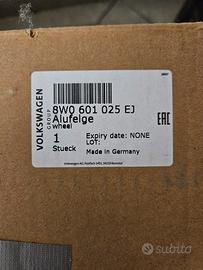 VOLKSWAGEN
GROUP
8W0 601 025 EJ
Alufelge
wheel
1
Stueck
Expiry date: NONE
LOT:
Made in Germany
EAC
subito